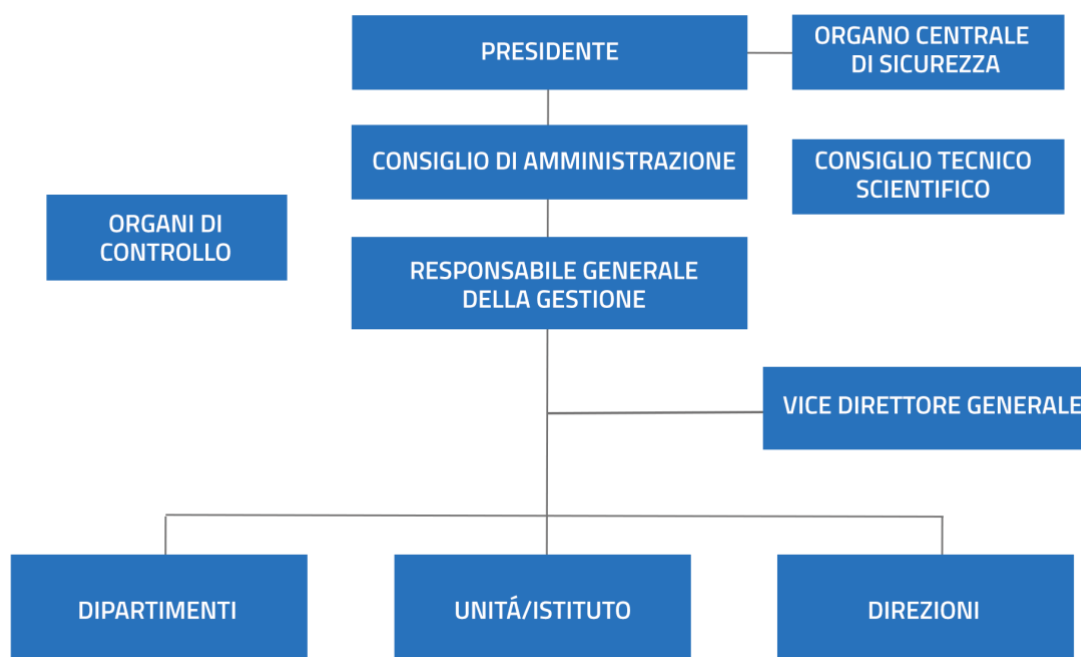 PRESIDENTE
ORGANO CENTRALE
DI SICUREZZA
CONSIGLIO DI AMMINISTRAZIONE
CONSIGLIO TECNICO
SCIENTIFICO
ORGANI DI
CONTROLLO
RESPONSABILE GENERALE
DELLA GESTIONE
VICE DIRETTORE GENERALE
DIPARTIMENTI
UNITÁ/ISTITUTO
DIREZIONI